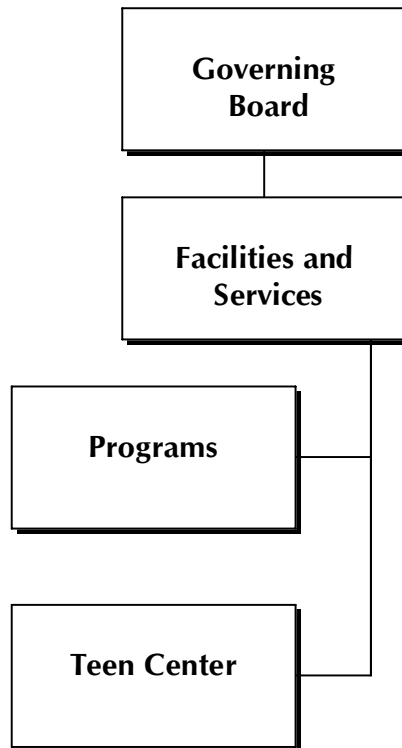 Governing
Board
Facilities and
Services
Programs
Teen Center